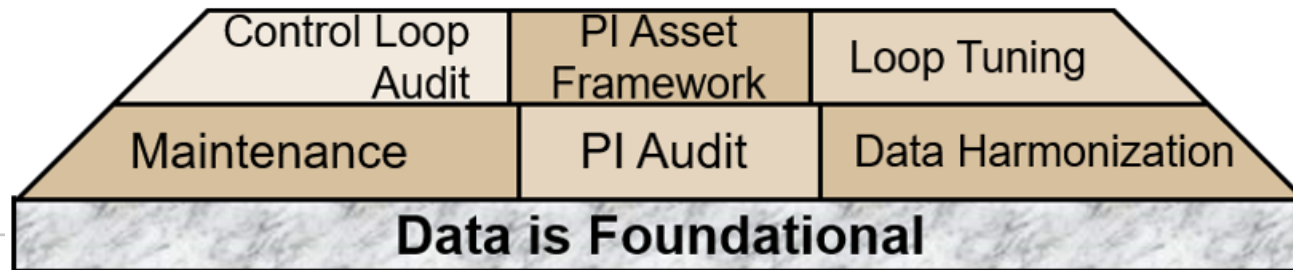 Control Loop
Audit
PI Asset
Framework
Loop Tuning
Maintenance
PI Audit
Data Harmonization
Data is Foundational